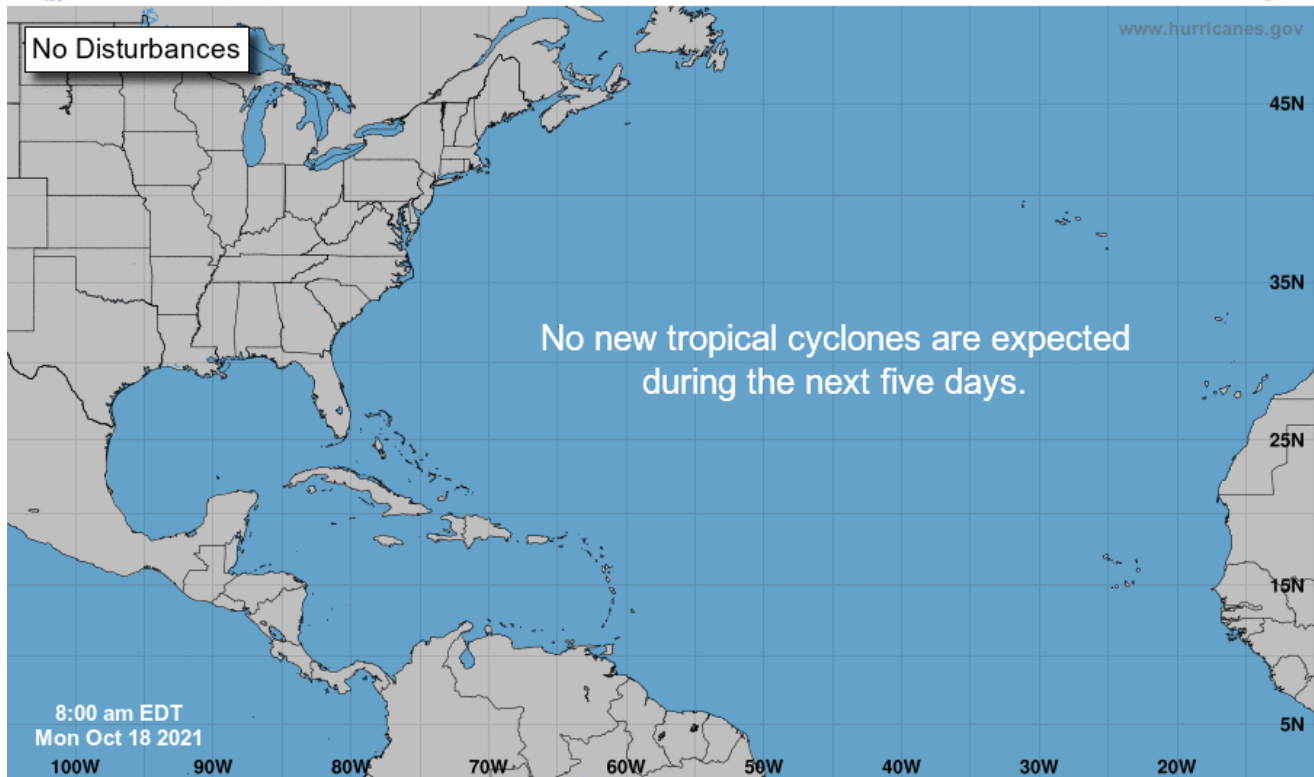 No Disturbances
www.hurricanes.gov
45N
35N
No new tropical cyclones are expected
during the next five days.
25N
15N
8:00 am EDT
Mon Oct 18 2021
5N
100W 90W 80W 70W 60W 50W 40W 30W 20W